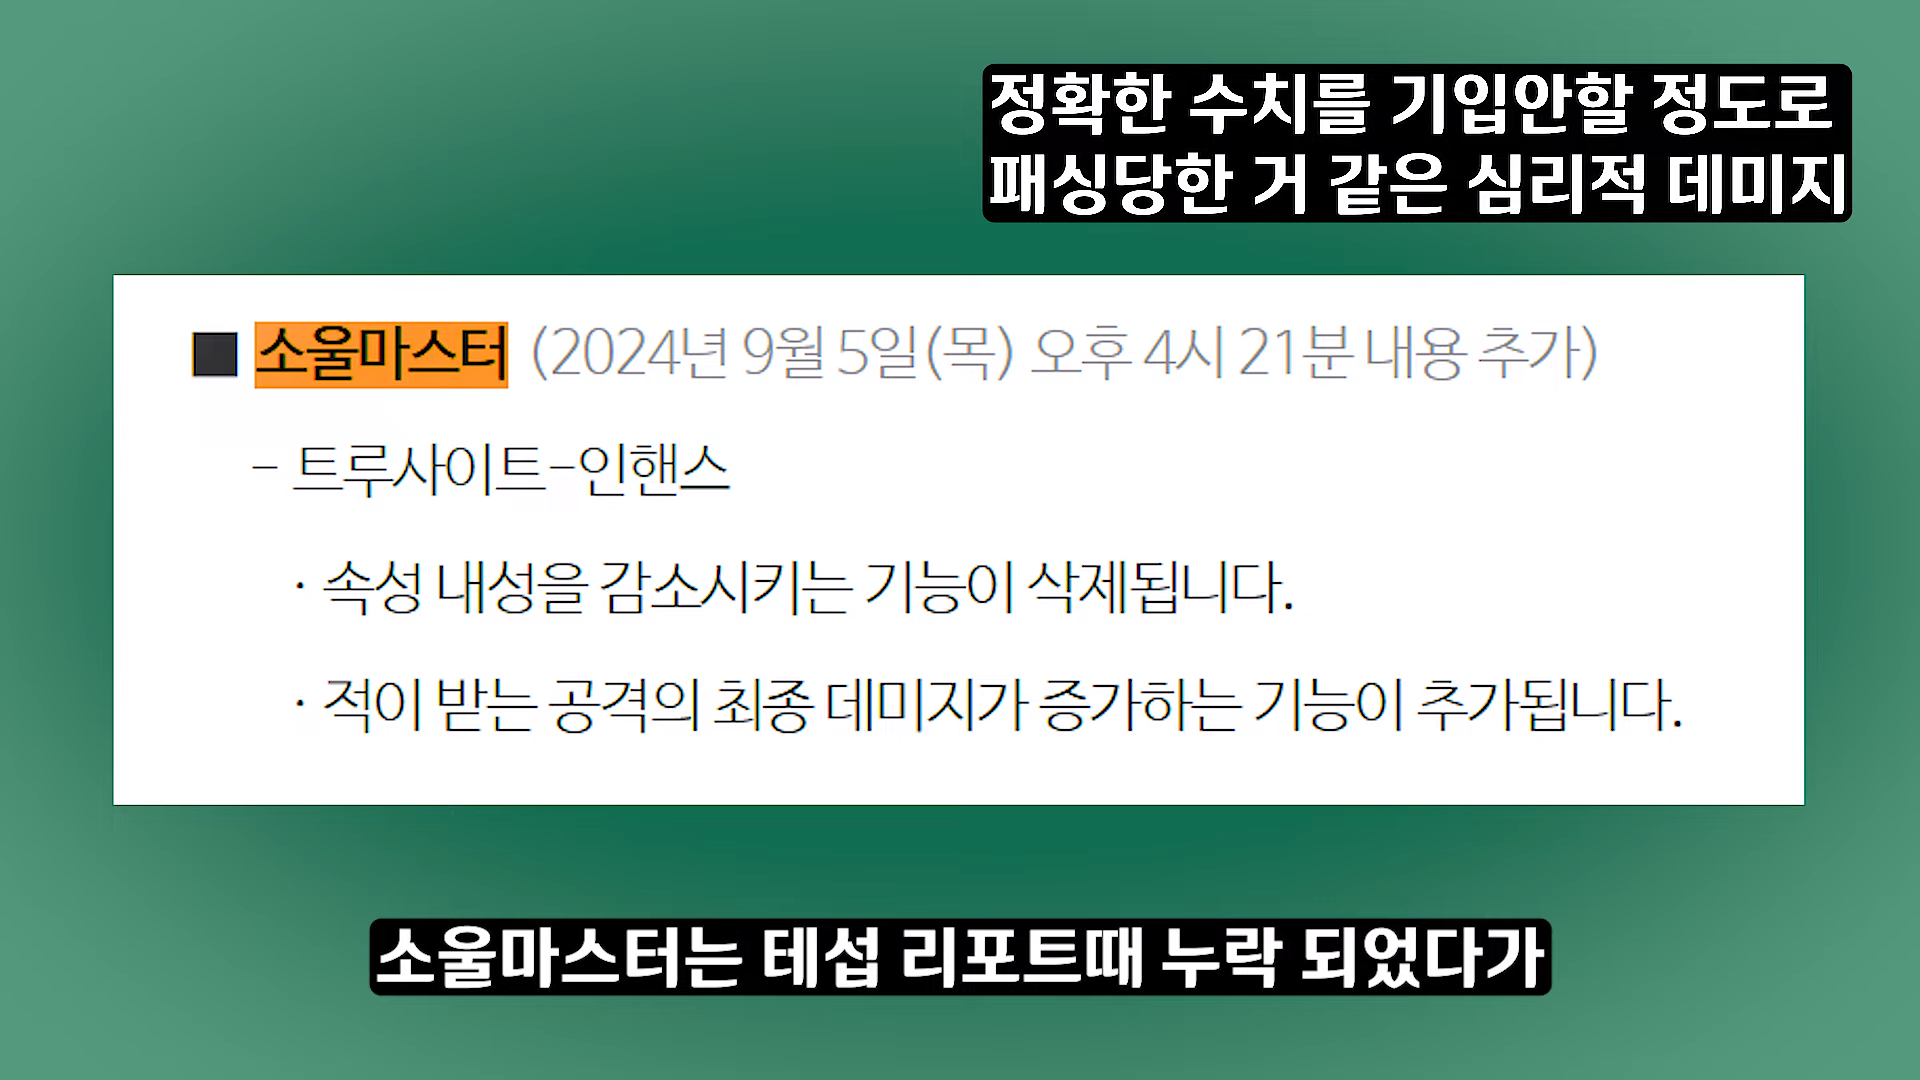 정확한 수치를 기입안할 정도로
패싱당한 거 같은 심리적 데미지
■ 소울마스터 (2024년 9월 5일(목) 오후 4시 21분 내용 추가)
- 트루사이트-인핸스
· 속성 내성을 감소시키는 기능이 삭제됩니다.
· 적이 받는 공격의 최종 데미지가 증가하는 기능이 추가됩니다.
소울마스터는 테섭 리포트때 누락 되었다가